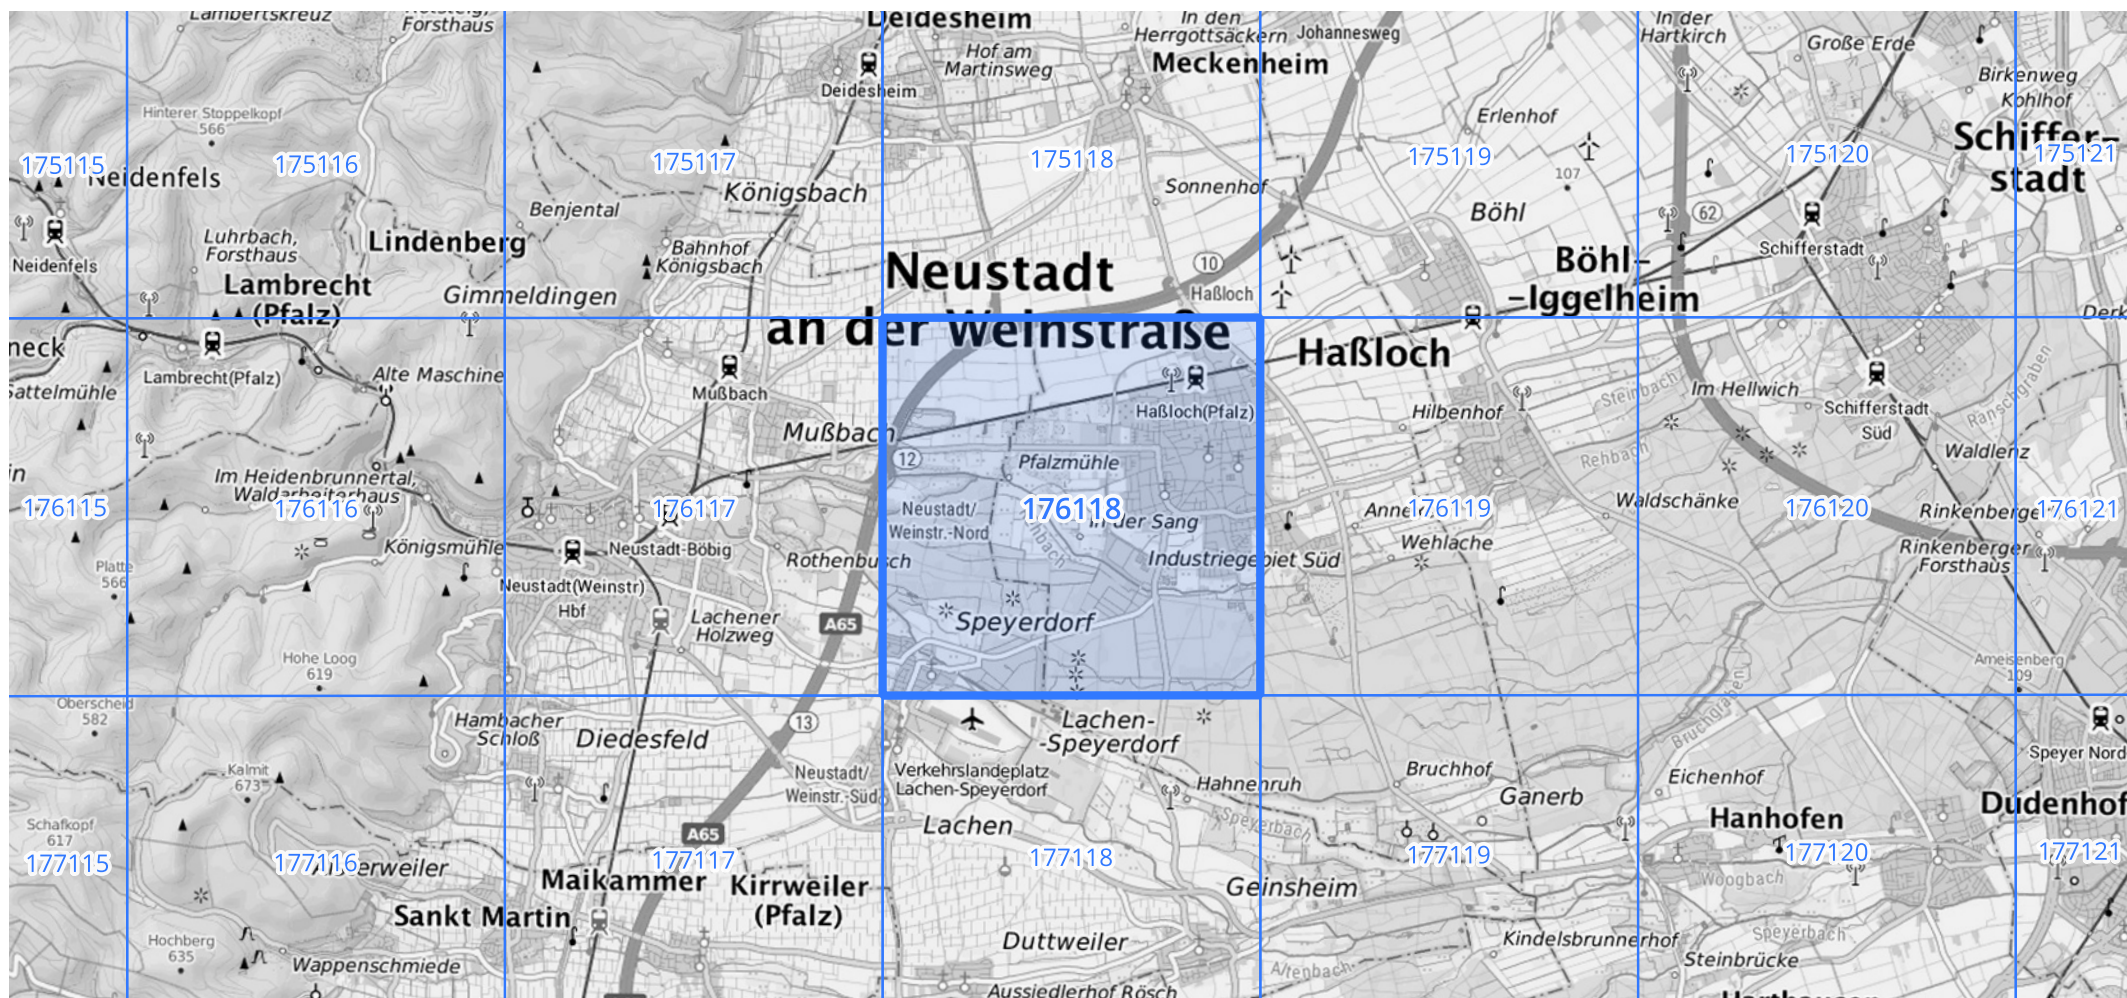 Lambertskreuz
Forsthaus
Deidesheim
In den
Herrgottsäckern
Johannesweg
In der
Hartkirch
Große Erde
Hof am
Martinsweg
Meckenheim
Deidesheim
Birkenweg
Kohlhof
Hinterer Stoppelkopf
566
Erlenhof
Schiffer-
stadt
175115
175116
175117
175118
175119
175120
175121
Neidenfels
Königsbach
Sonnenhof
107
Benjental
Böhl
62
Luhrbach,
Forsthaus
Lindenberg
Bahnhof
Königsbach
Schifferstadt
Neidenfels
Neustadt
an der Weinstraße
10
Haßloch
Böhl-
-Iggelheim
Lambrecht
(Pfalz)
Gimmeldingen
neck
Haßloch
Lambrecht(Pfalz)
Alte Maschine
Sattelmühle
Mußbach
Haßloch(Pfalz)
Hilbenhof
Steinbach
Im Hellwich
Schifferstadt
Süd
Ranschgraben
Mußbach
12
Pfalzmühle
Rehbach
Waldlenz
in
Im Heidenbrunnertal,
Waldarbeiterhaus
176115
176116
176117
176118
176119
176120
176121
Neustadt/
Weinstr.-Nord
In der Sang
Waldschänke
Königsmühle
Neustadt-Böbig
Rothenbusch
Industriegebiet Süd
Wehlache
Rinkenberger
Forsthaus
Platte
566
Neustadt(Weinstr)
Hbf
Lachener
Holzweg
A65
Speyerdorf
Hohe Loog
619
Ameisenberg
109
Oberscheid
582
Hambacher
Schloß
Diedesfeld
13
Lachen-
-Speyerdorf
Bruchgraben
Speyer Nord
Kalmit
673
Neustadt/
Weinstr.-Süd
Verkehrslandeplatz
Lachen-Speyerdorf
Hahnenruh
Bruchhof
Ganerb
Eichenhof
Schafkopf
617
A65
Lachen
Speyerbach
Hanhofen
Dudenhof
177115
177116
177117
177118
177119
177120
177121
Maikammer
Kirrweiler
(Pfalz)
Geinsheim
Woogbach
Sankt Martin
Hochberg
635
Duttweiler
Kindelsbrunnerhof
Speyerbach
Wappenschmiede
Altenbach
Steinbrücke
Aussiedlerhof Rösch